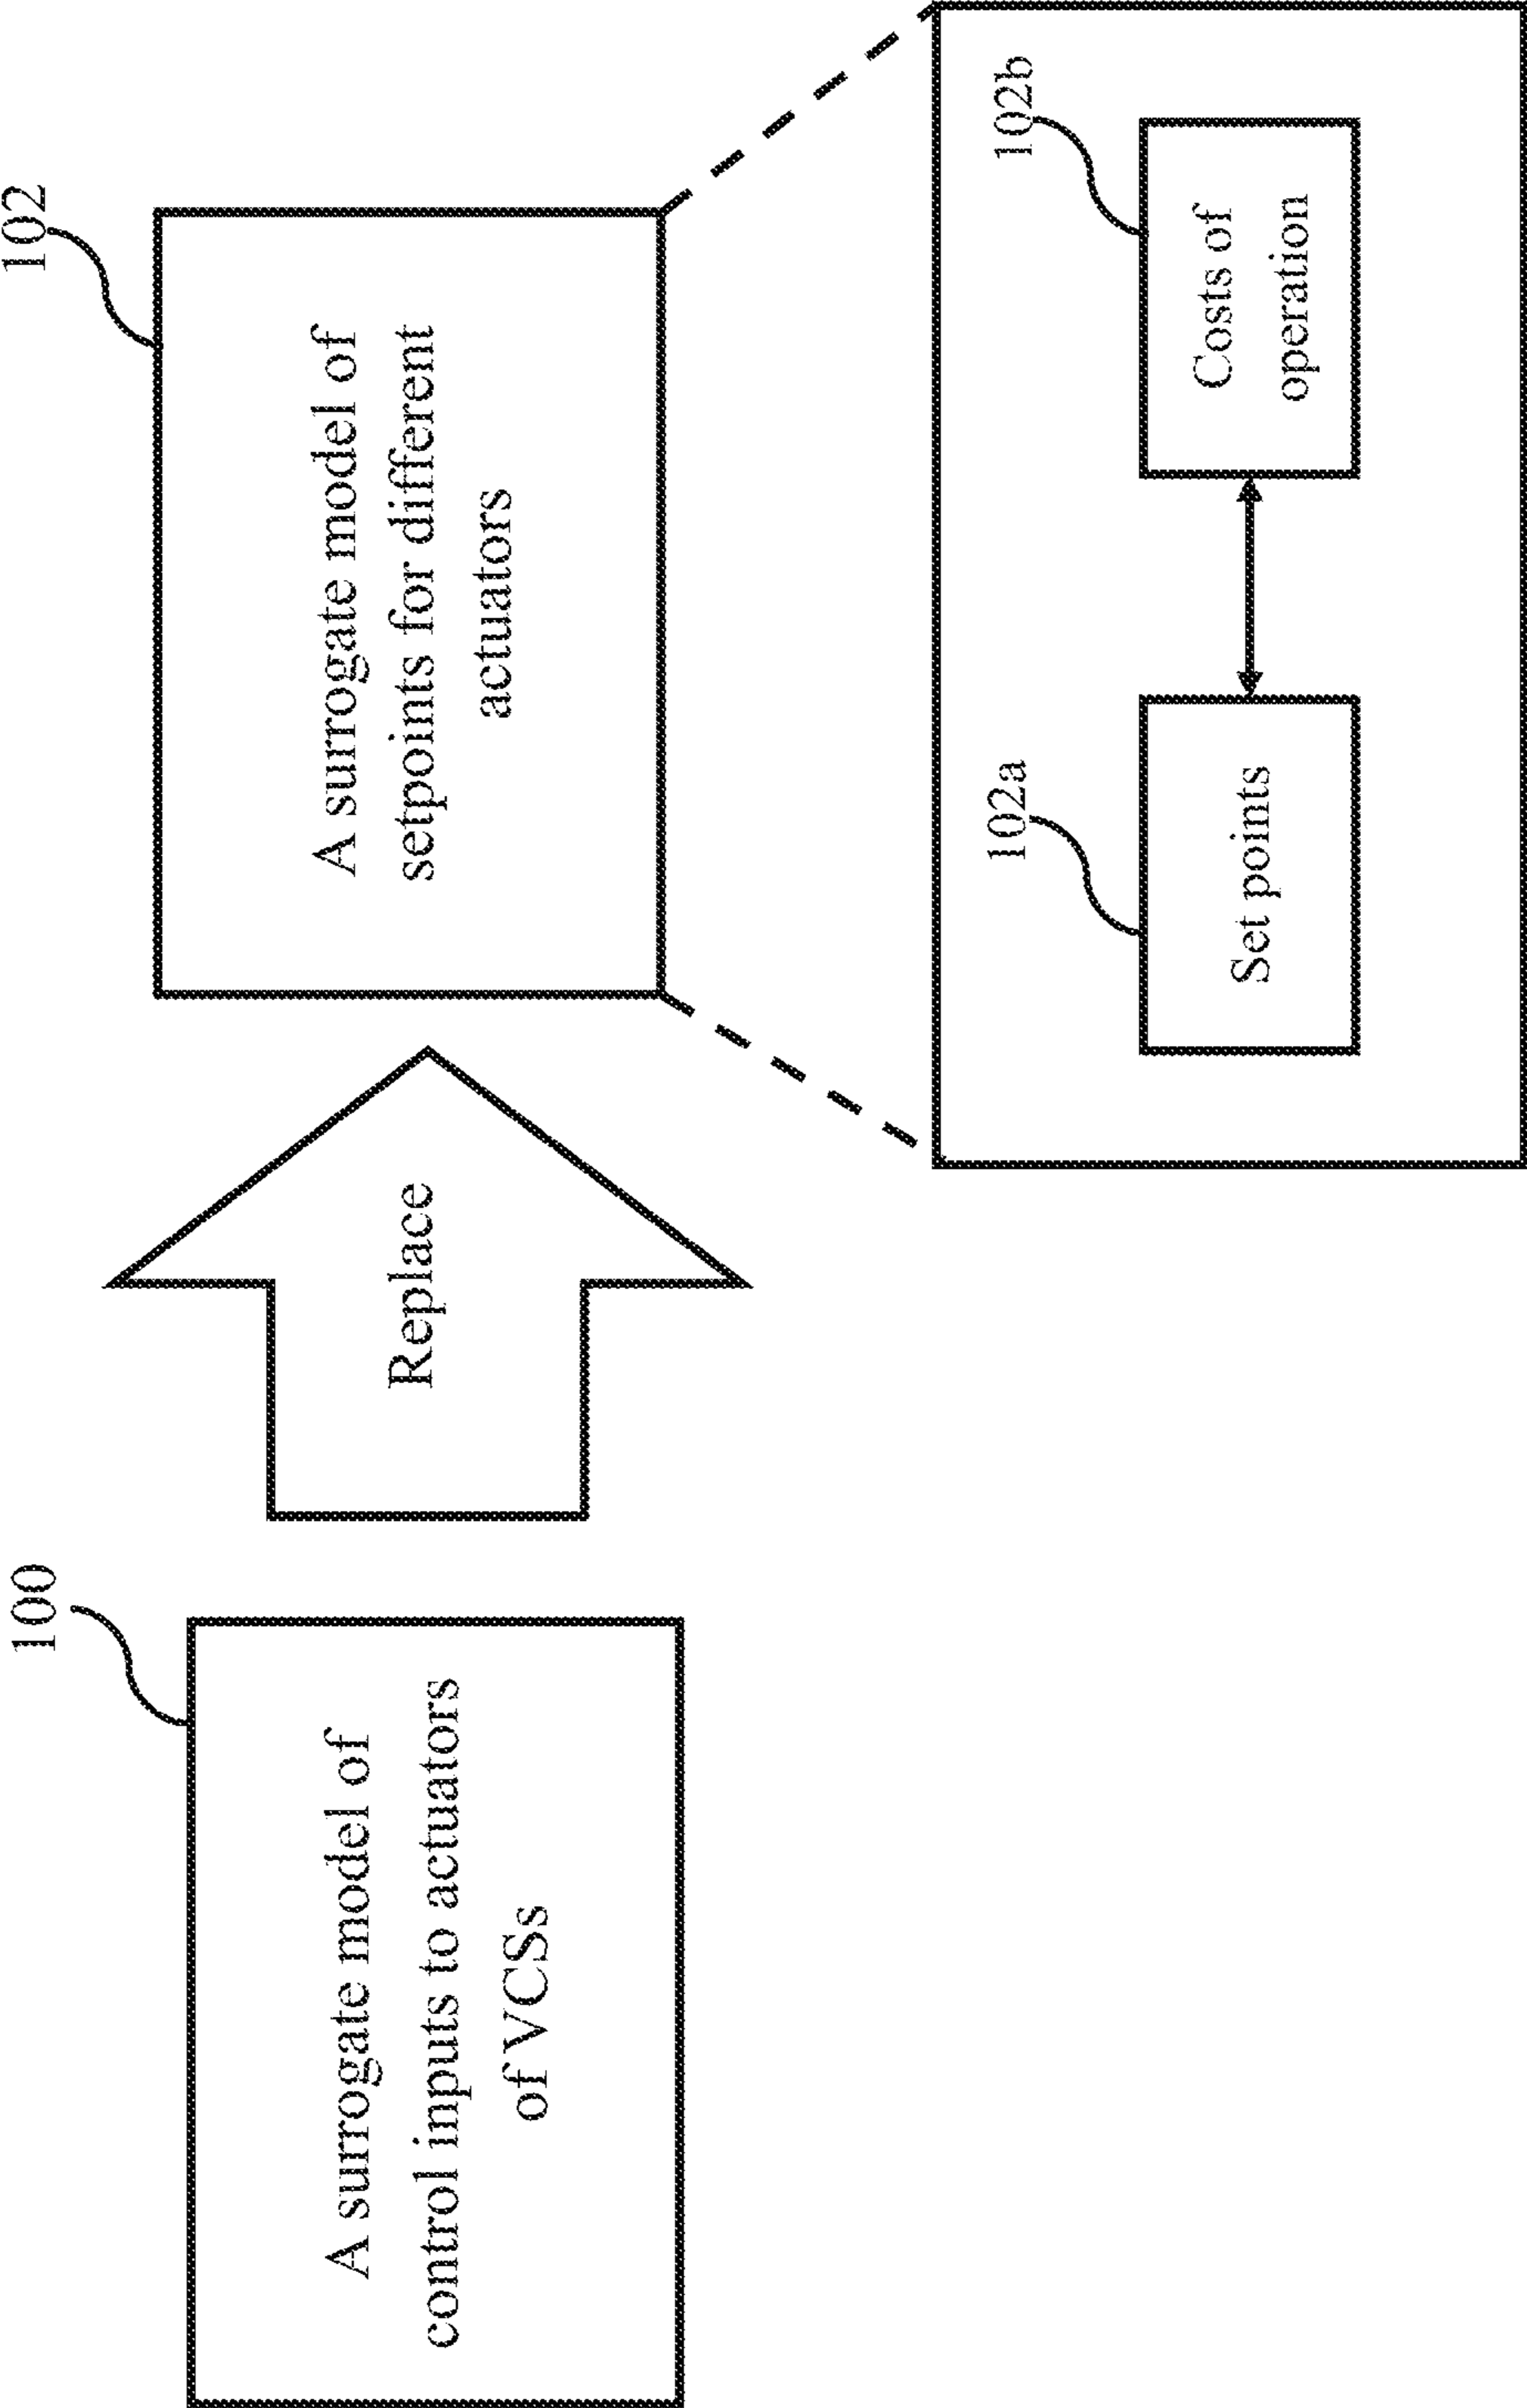 100
A surrogate model of
control inputs to actuators
of VCSs
Replace
102
A surrogate model of
setpoints for different
actuators
102a
Set points
102b
Costs of
operation